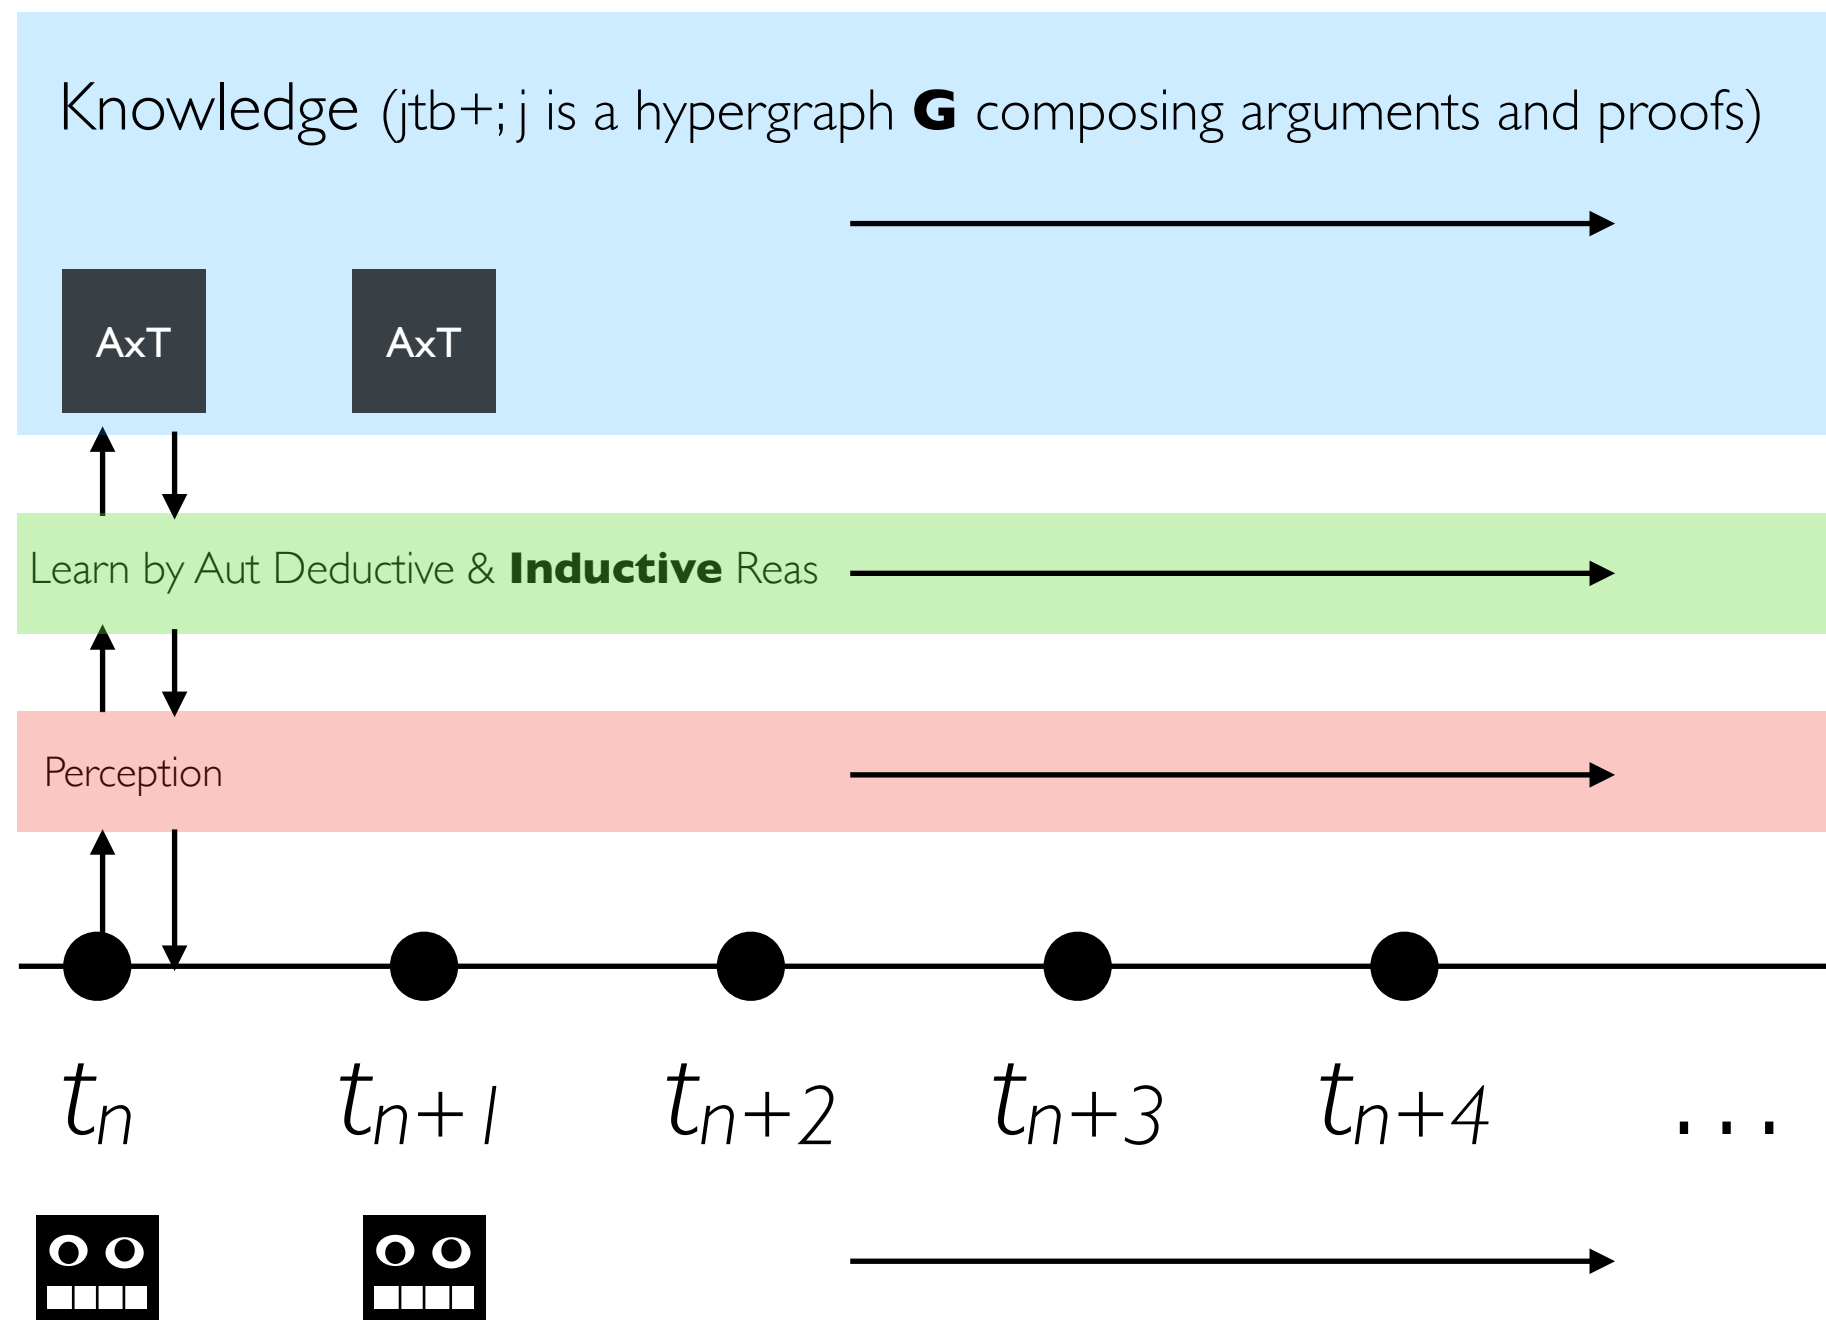 Knowledge (jtb+; j is a hypergraph G composing arguments and proofs)
AxT AxT
Learn by Aut Deductive & Inductive Reas
Perception
tn tn+1 tn+2 tn+3 tn+4 ...